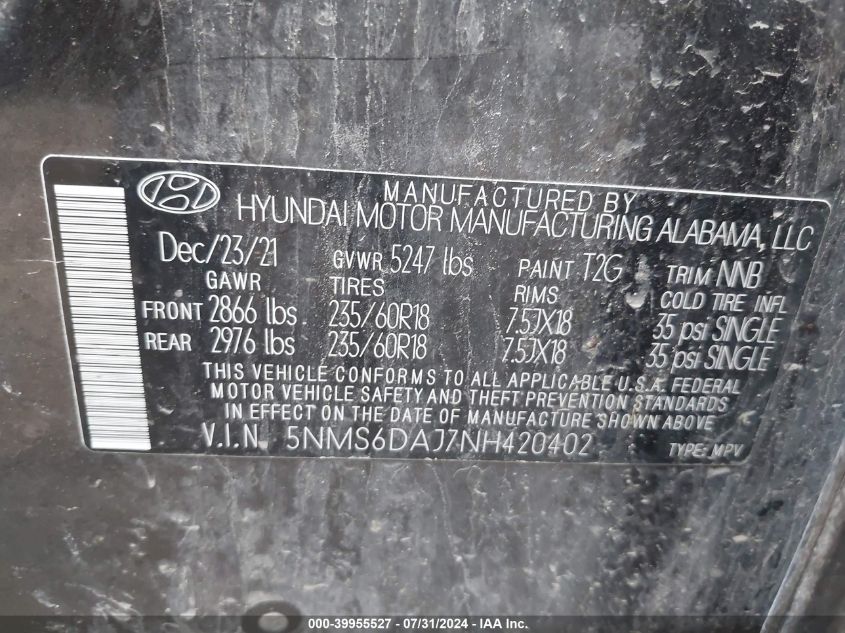 MANUFACTURED BY
HYUNDAI MOTOR MANUFACTURING ALABAMA, LLC
Dec/23/21 GVWR 5247 lbs PAINT T2G TRIM NNB
GAWR TIRES RIMS COLD TIRE INFL
FRONT 2866 lbs 235/60R18 7.5JX18 35 psi SINGLE
REAR 2976 lbs 235/60R18 7.5JX18 35 psi SINGLE
THIS VEHICLE CONFORMS TO ALL APPLICABLE U.S.A. FEDERAL
MOTOR VEHICLE SAFETY AND THEFT PREVENTION STANDARDS
IN EFFECT ON THE DATE OF MANUFACTURE SHOWN ABOVE
V.I.N. 5NMS6DAJ7NH420402 TYPE: MPV
000-39955527 - 07/31/2024 - IAA Inc.